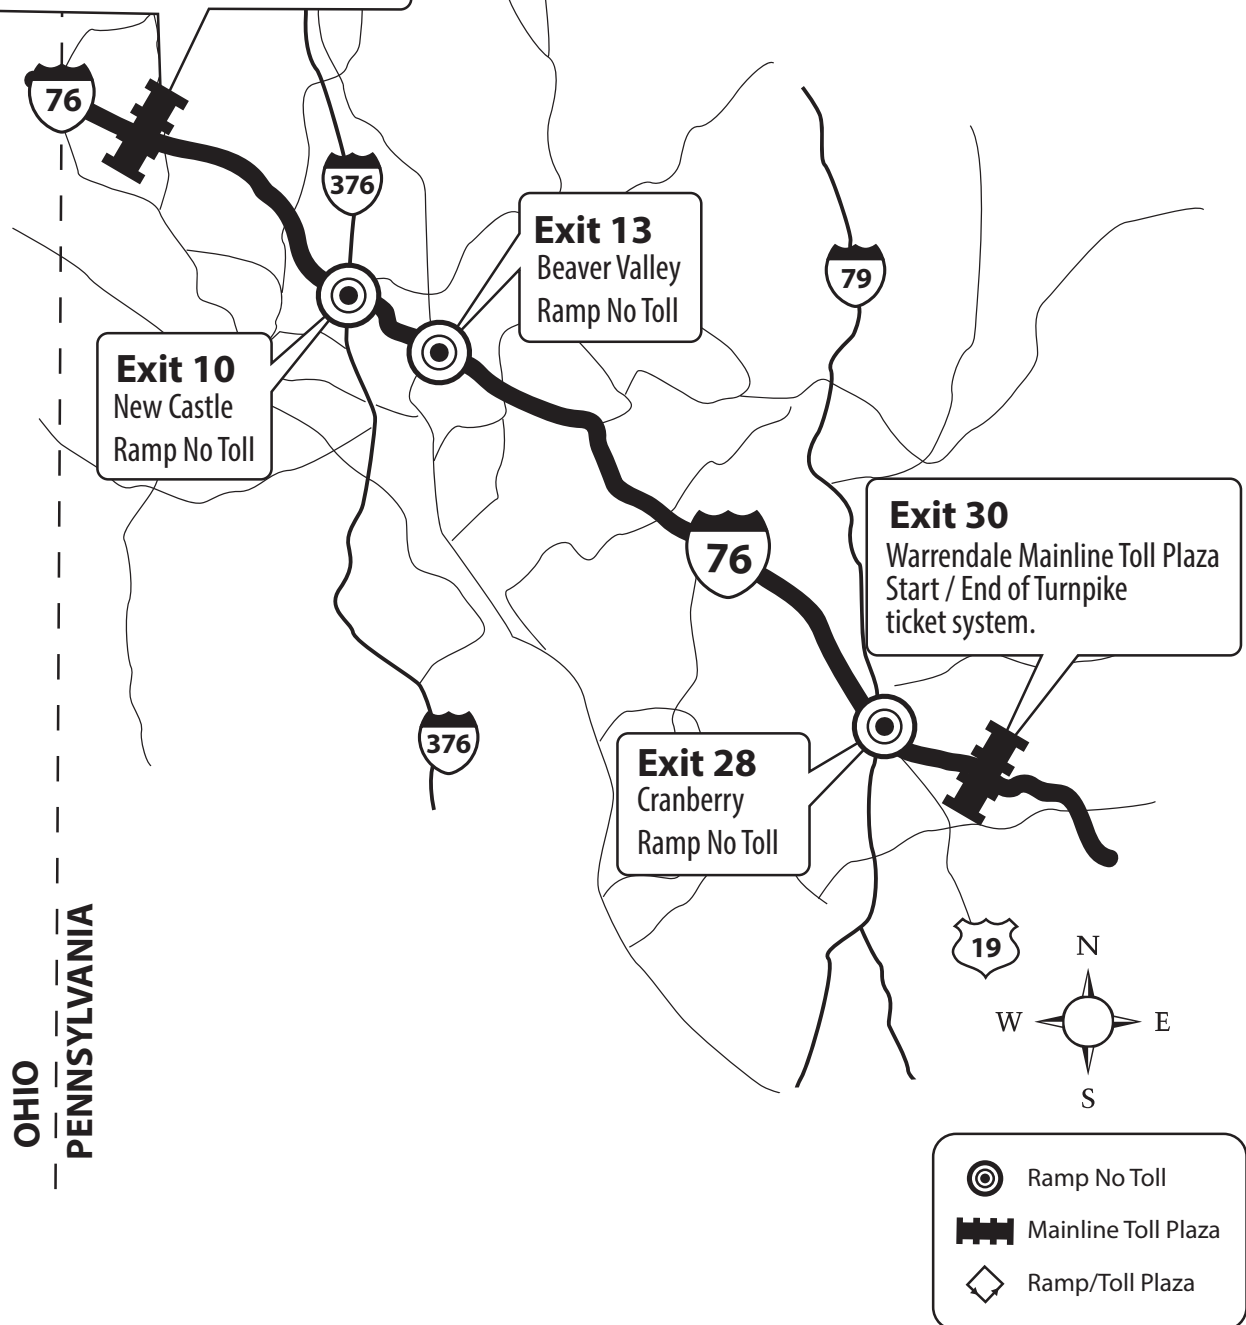 76
376
Exit 13
Beaver Valley
Ramp No Toll
79
Exit 10
New Castle
Ramp No Toll
Exit 30
Warrendale Mainline Toll Plaza
Start / End of Turnpike
ticket system.
76
376
Exit 28
Cranberry
Ramp No Toll
19
N
W
E
S
OHIO
PENNSYLVANIA
Ramp No Toll
Mainline Toll Plaza
Ramp/Toll Plaza